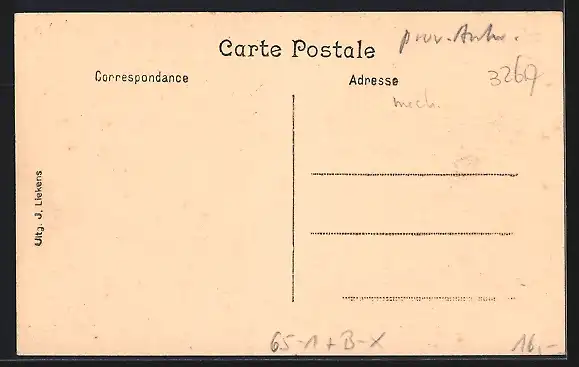 prov. Antw.
Carte Postale
3267
Correspondance
Adresse
mech.
Uitg. J. Liekens
65-1+B-X
16,-